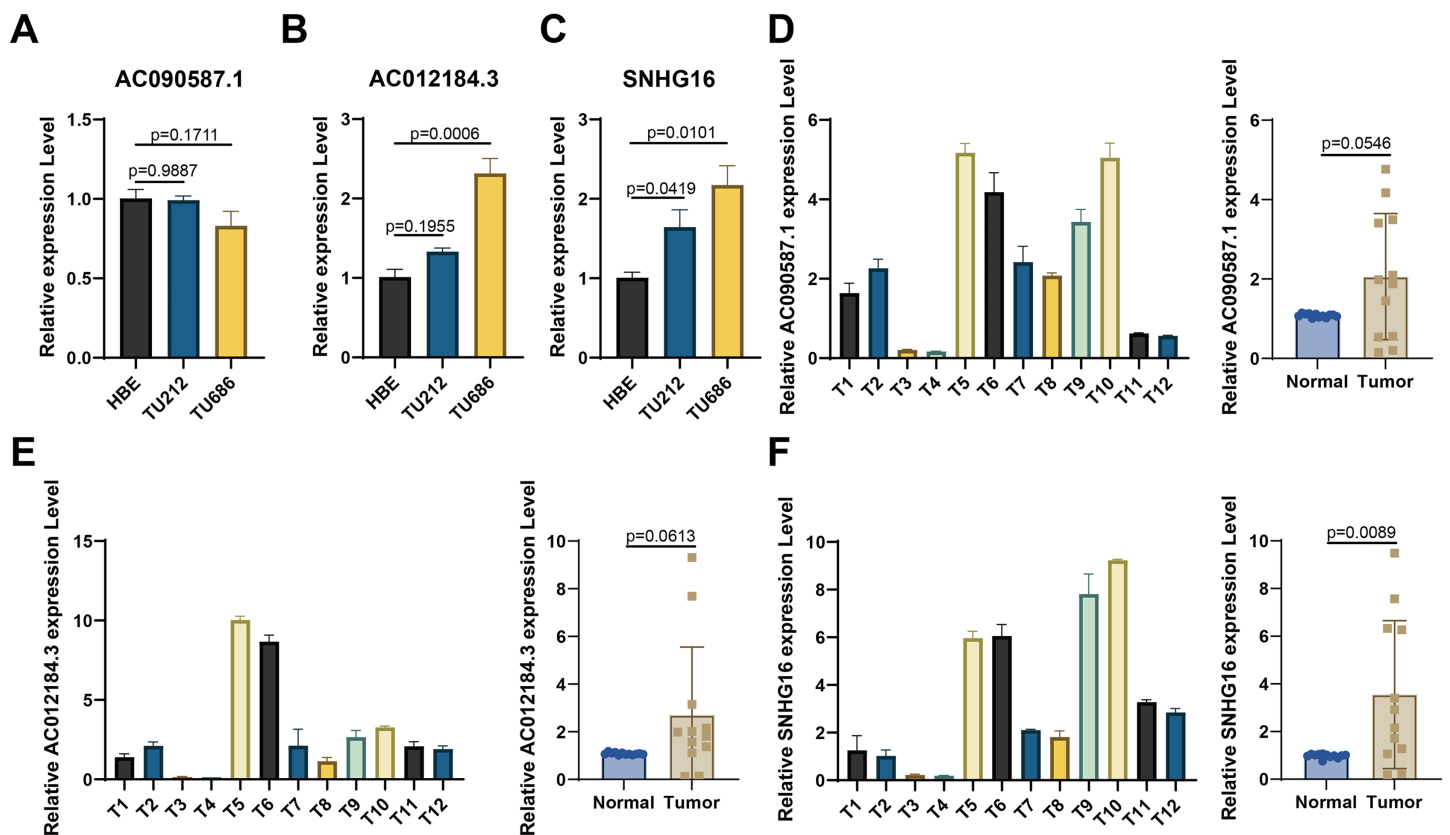 A
AC090587.1
Relative expression Level
1.5
1.0
0.5
0.0
p=0.1711
p=0.9887
HBE
TU212
TU686
B
AC012184.3
Relative expression Level
3
2
1
0
p=0.0006
p=0.1955
HBE
TU212
TU686
C
SNHG16
Relative expression Level
3
2
1
0
p=0.0101
p=0.0419
HBE
TU212
TU686
D
Relative AC090587.1 expression Level
6
4
2
0
T1
T2
T3
T4
T5
T6
T7
T8
T9
T10
T11
T12
Relative AC090587.1 expression Level
6
4
2
0
p=0.0546
Normal
Tumor
E
Relative AC012184.3 expression Level
15
10
5
0
T1
T2
T3
T4
T5
T6
T7
T8
T9
T10
T11
T12
Relative AC012184.3 expression Level
10
8
6
4
2
0
p=0.0613
Normal
Tumor
F
Relative SNHG16 expression Level
10
8
6
4
2
0
T1
T2
T3
T4
T5
T6
T7
T8
T9
T10
T11
T12
Relative SNHG16 expression Level
10
8
6
4
2
0
p=0.0089
Normal
Tumor